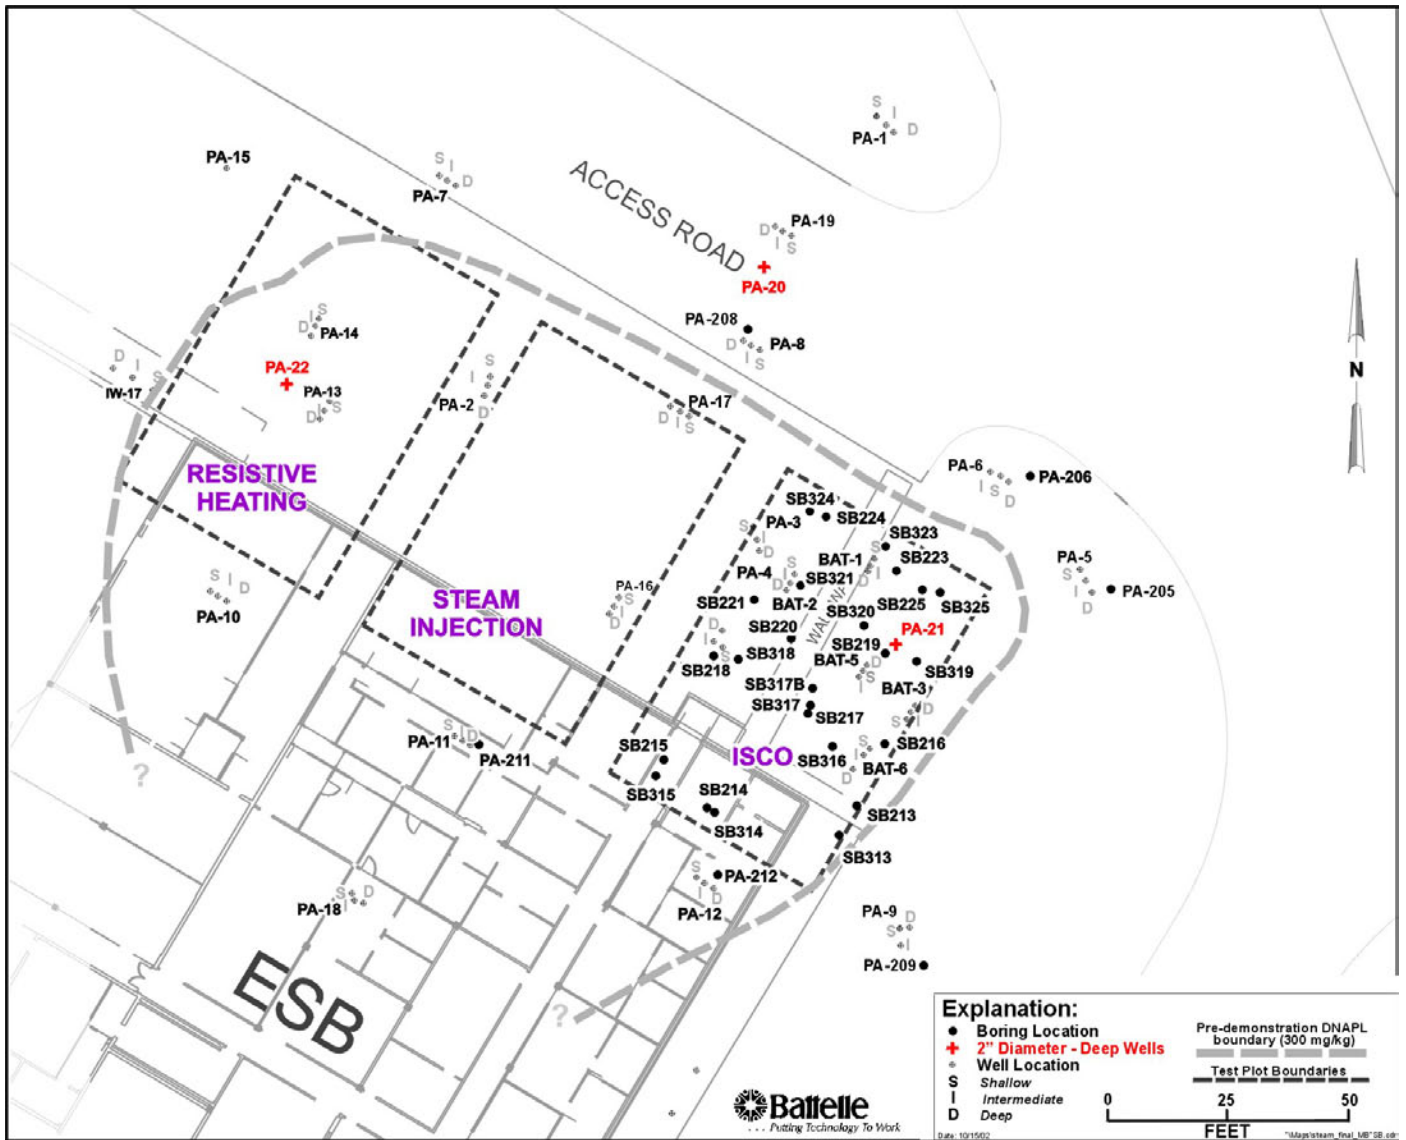 S
I
D
PA-1
PA-15
S
I
D
PA-7
ACCESS ROAD
D
I
S
PA-19
PA-20
PA-208
D
I
S
PA-8
N
I
S
D
PA-14
PA-22
D
I
S
IW-17
PA-13
I
S
D
S
I
D
PA-2
PA-17
D
I
S
RESISTIVE
HEATING
PA-6
I
S
D
PA-206
SB324
PA-3
SB224
SB323
S
I
D
BAT-1
S
I
D
SB223
PA-5
S
I
D
PA-205
PA-4
I
S
D
SB321
BAT-2
SB221
SB225
SB325
SB320
PA-21
SB220
SB219
S
I
D
PA-10
PA-16
S
I
D
STEAM
INJECTION
D
I
S
SB218
SB318
BAT-5
D
I
S
SB319
BAT-3
I
D
S
SB317B
SB317
SB217
S
I
D
PA-11
PA-211
SB215
ISCO
SB316
S
I
D
BAT-6
SB216
SB315
SB214
SB314
SB213
SB313
?
S
I
D
PA-18
S
I
D
PA-212
PA-12
PA-9
D
S
I
PA-209
ESB
?
Explanation:
Boring Location
2" Diameter - Deep Wells
Well Location
S Shallow
I Intermediate
D Deep
Pre-demonstration DNAPL
boundary (300 mg/kg)
Test Plot Boundaries
0 25 50
FEET
Date: 10/15/02
Battelle
... Putting Technology To Work